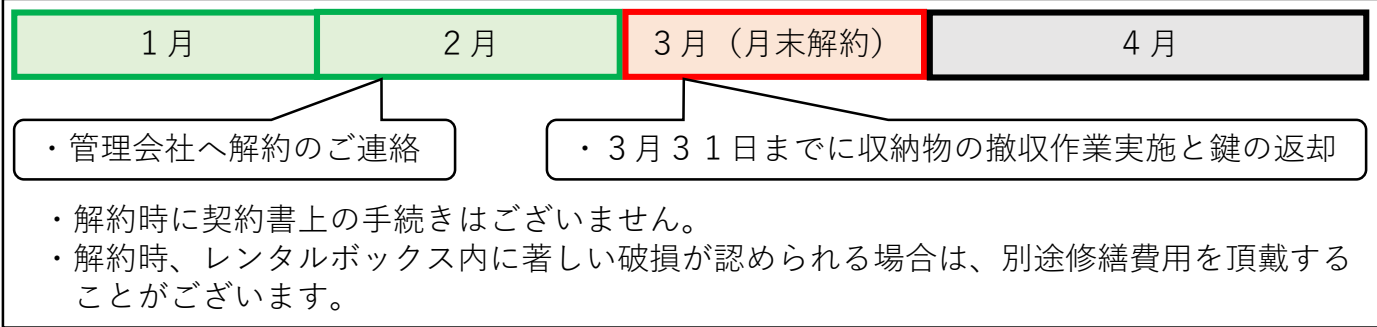 １月
２月
３月（月末解約）
４月
・管理会社へ解約のご連絡
・３月３１日までに収納物の撤収作業実施と鍵の返却
・解約時に契約書上の手続きはございません。
・解約時、レンタルボックス内に著しい破損が認められる場合は、別途修繕費用を頂戴する
ことがございます。